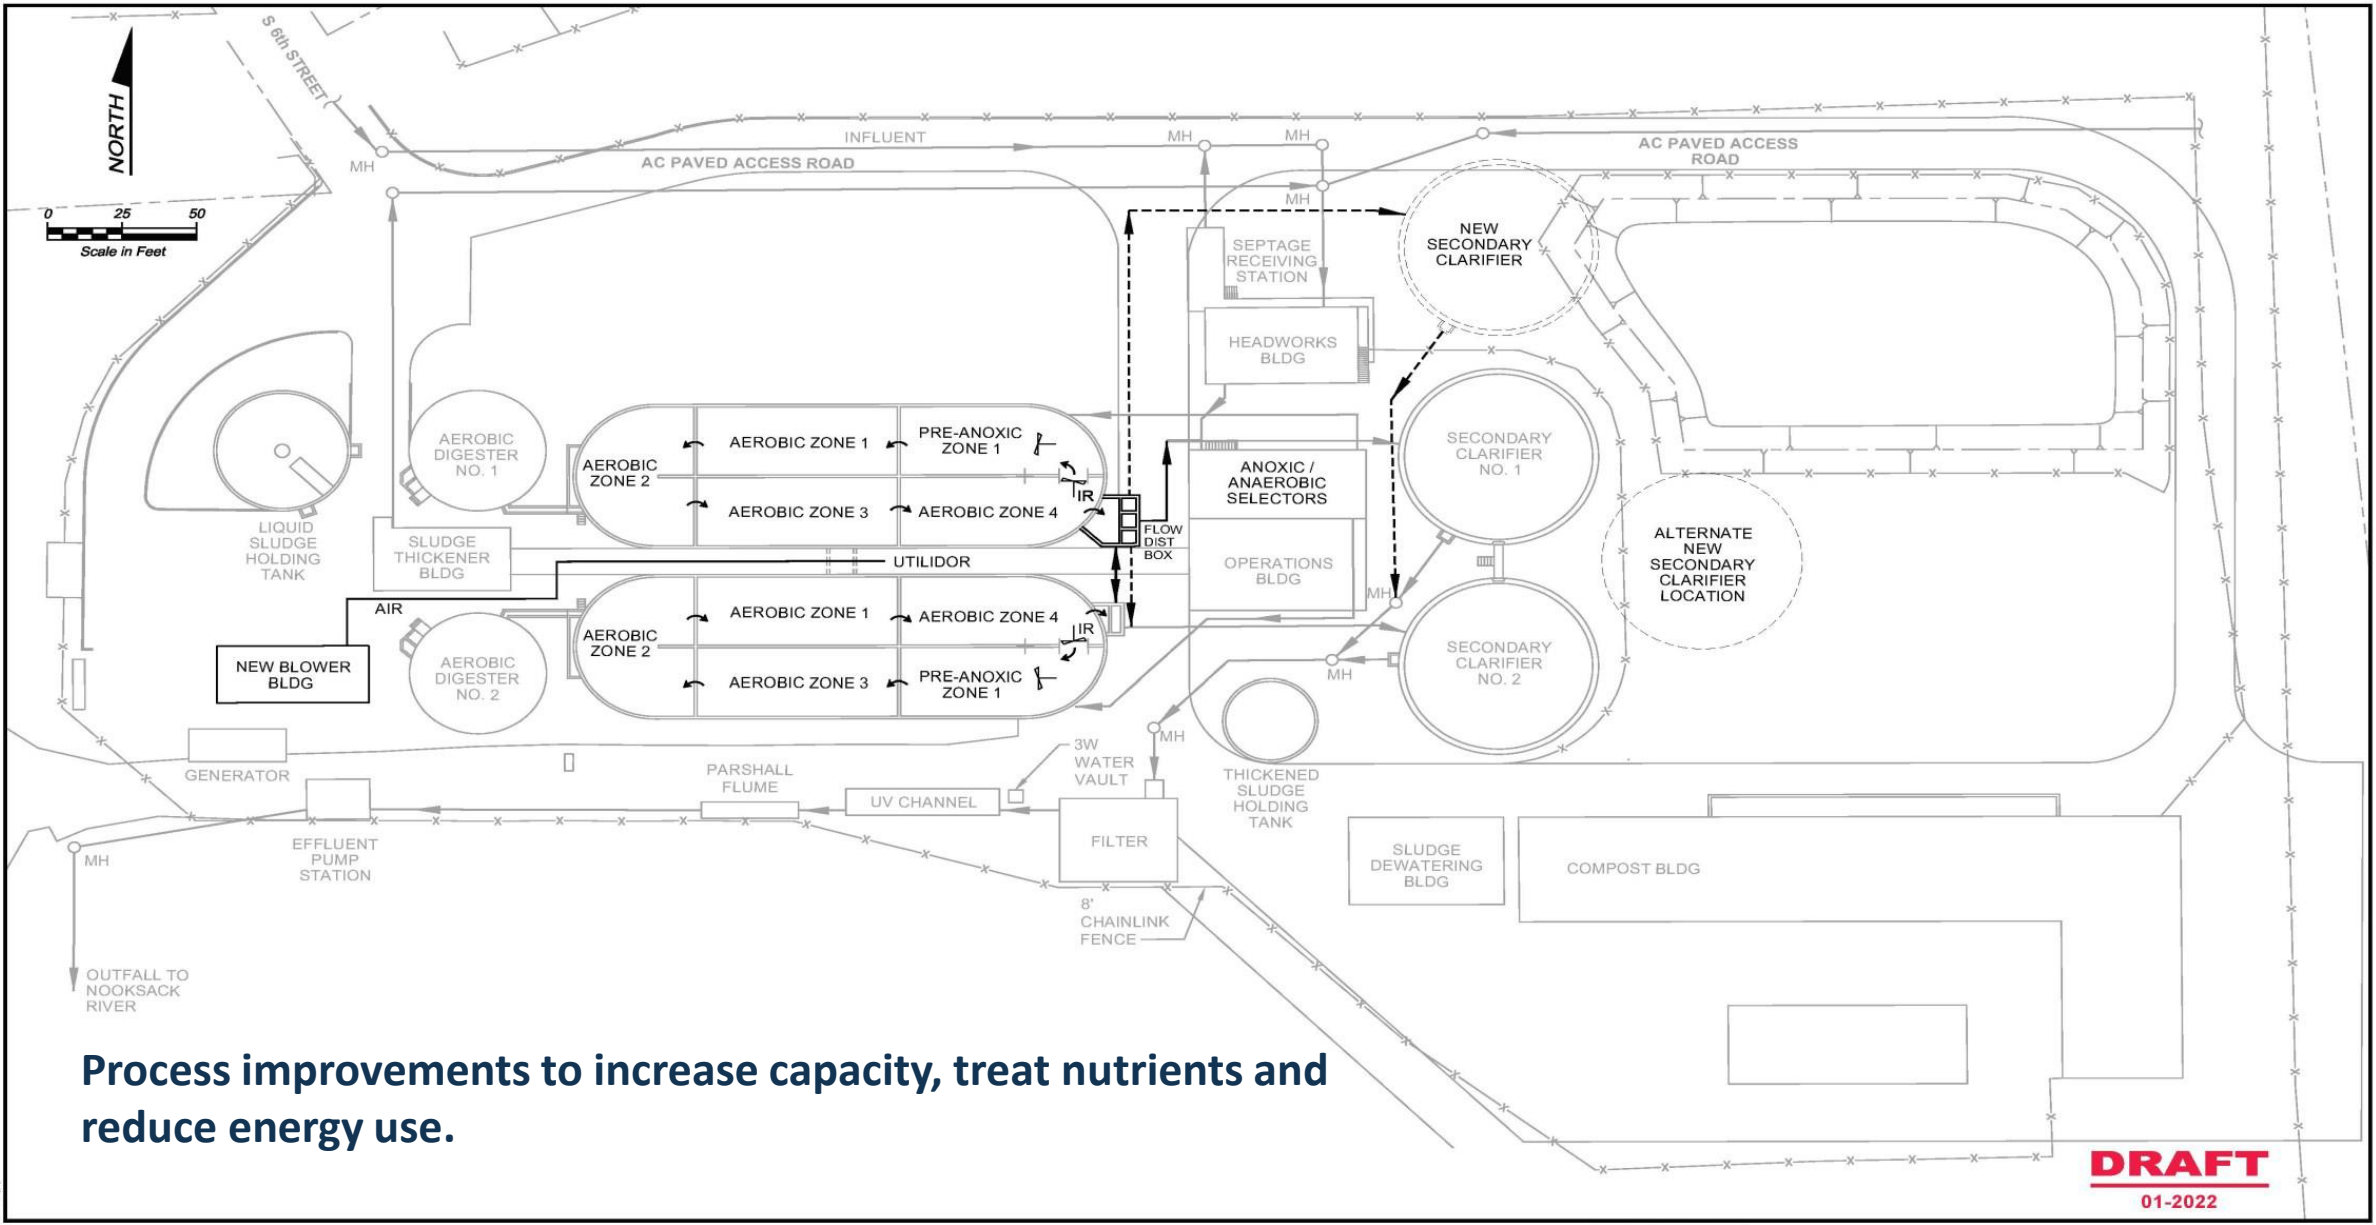 S 6th STREET
NORTH
0 25 50
Scale in Feet
MH
INFLUENT
AC PAVED ACCESS ROAD
MH
MH
MH
AC PAVED ACCESS
ROAD
SEPTAGE
RECEIVING
STATION
NEW
SECONDARY
CLARIFIER
HEADWORKS
BLDG
AEROBIC
DIGESTER
NO. 1
AEROBIC
ZONE 2
AEROBIC ZONE 1
PRE-ANOXIC
ZONE 1
IR
AEROBIC ZONE 3
AEROBIC ZONE 4
FLOW
DIST
BOX
ANOXIC /
ANAEROBIC
SELECTORS
SECONDARY
CLARIFIER
NO. 1
LIQUID
SLUDGE
HOLDING
TANK
SLUDGE
THICKENER
BLDG
UTILIDOR
OPERATIONS
BLDG
MH
ALTERNATE
NEW
SECONDARY
CLARIFIER
LOCATION
AIR
NEW BLOWER
BLDG
AEROBIC
DIGESTER
NO. 2
AEROBIC
ZONE 2
AEROBIC ZONE 1
AEROBIC ZONE 4
IR
AEROBIC ZONE 3
PRE-ANOXIC
ZONE 1
SECONDARY
CLARIFIER
NO. 2
MH
MH
GENERATOR
PARSHALL
FLUME
3W
WATER
VAULT
UV CHANNEL
THICKENED
SLUDGE
HOLDING
TANK
FILTER
EFFLUENT
PUMP
STATION
MH
SLUDGE
DEWATERING
BLDG
COMPOST BLDG
8'
CHAINLINK
FENCE
OUTFALL TO
NOOKSACK
RIVER
Process improvements to increase capacity, treat nutrients and
reduce energy use.
DRAFT
01-2022